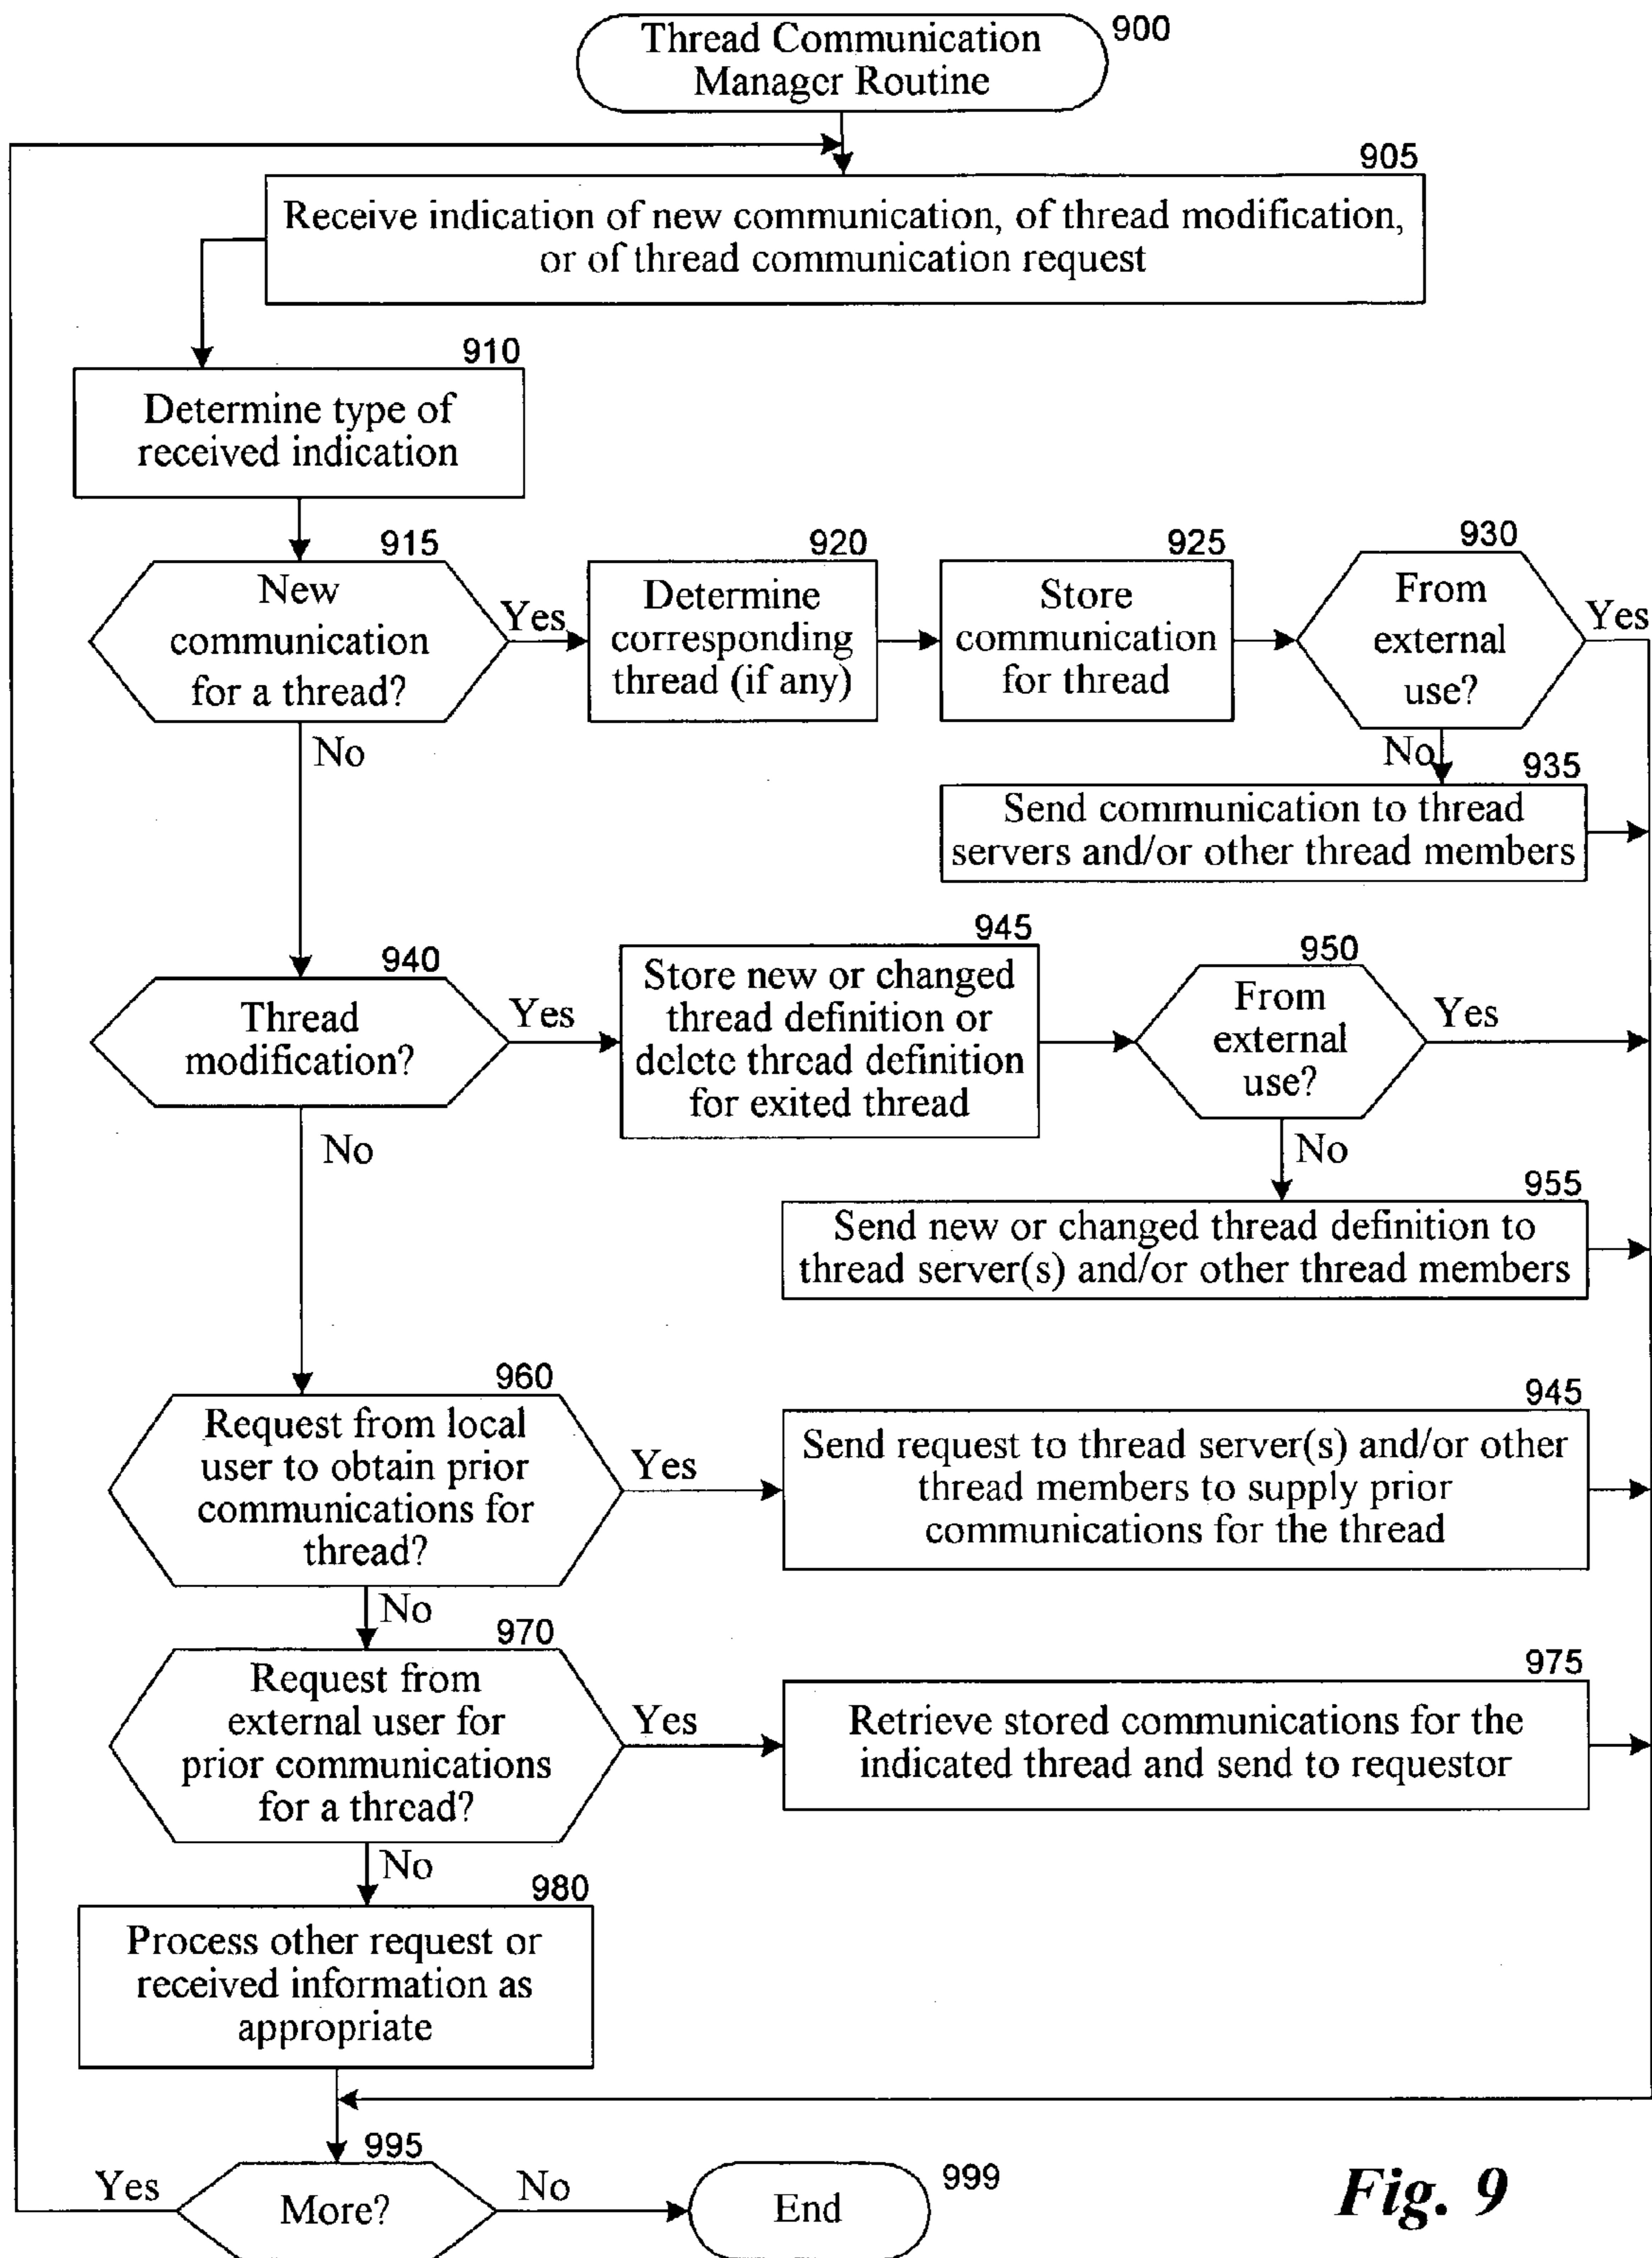 Thread Communication
Manager Routine
900
905
Receive indication of new communication, of thread modification,
or of thread communication request
910
Determine type of
received indication
915
New
communication
for a thread?
Yes
920
Determine
corresponding
thread (if any)
925
Store
communication
for thread
930
From
external
use?
Yes
No
No
935
Send communication to thread
servers and/or other thread members
940
Thread
modification?
Yes
945
Store new or changed
thread definition or
delete thread definition
for exited thread
950
From
external
use?
Yes
No
No
955
Send new or changed thread definition to
thread server(s) and/or other thread members
960
Request from local
user to obtain prior
communications for
thread?
Yes
945
Send request to thread server(s) and/or other
thread members to supply prior
communications for the thread
No
970
Request from
external user for
prior communications
for a thread?
Yes
975
Retrieve stored communications for the
indicated thread and send to requestor
No
980
Process other request or
received information as
appropriate
995
More?
Yes
No
End
999
Fig. 9